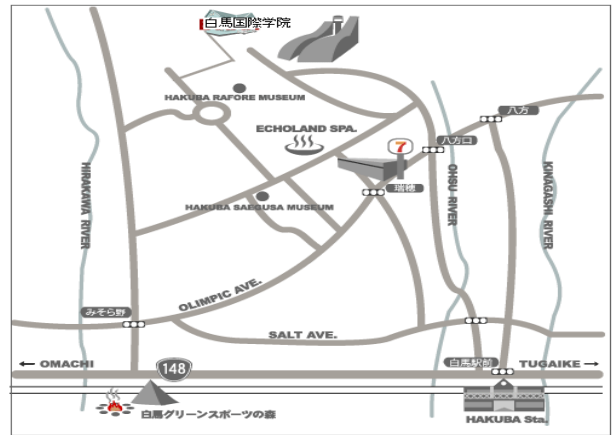 白馬国際学院
HAKUBA RAFORE MUSEUM
八方
ECHOLAND SPA.
7
八方口
HIRAKAWA RIVER
OHSU RIVER
KINAGASHI RIVER
瑞穂
HAKUBA SAEGUSA MUSEUM
OLIMPIC AVE.
みそら野
SALT AVE.
← OMACHI
148
白馬駅前
TUGAIKE →
白馬グリーンスポーツの森
HAKUBA Sta.